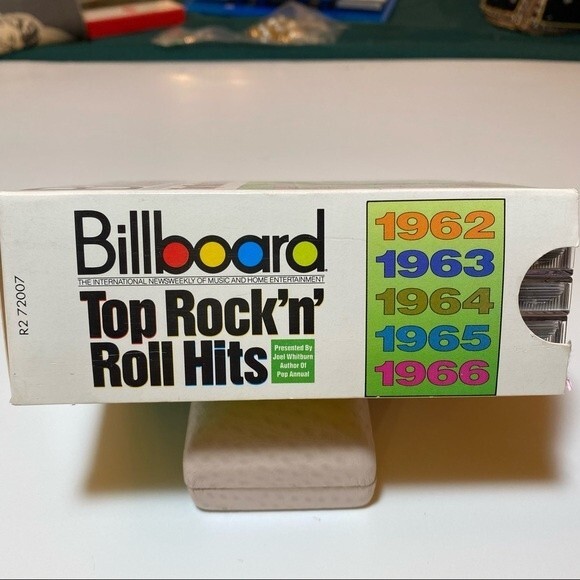 R2 72007
Billboard
THE INTERNATIONAL NEWSWEEKLY OF MUSIC AND HOME ENTERTAINMENT
Top Rock'n'
Roll Hits
Presented By
Joel Whitburn
Author Of
Pop Annual
1962
1963
1964
1965
1966